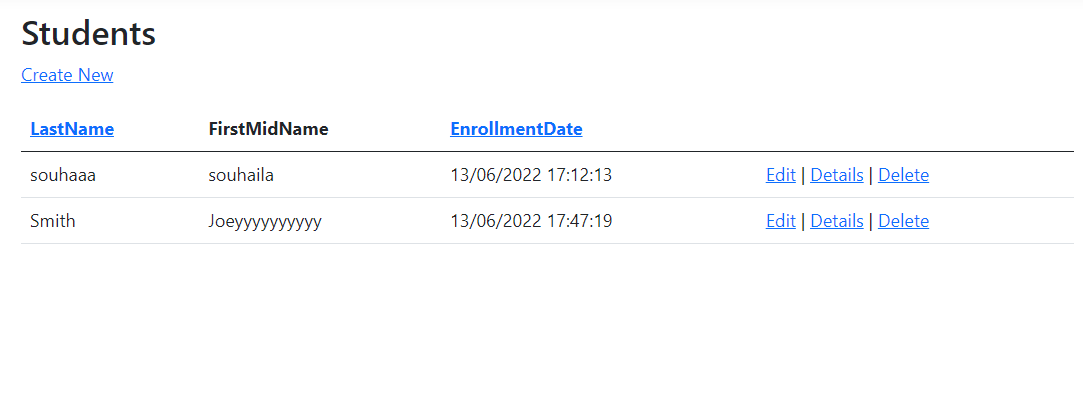 Students
Create New
LastName FirstMidName EnrollmentDate
souhaaa souhaila 13/06/2022 17:12:13 Edit | Details | Delete
Smith Joeyyyyyyyyyy 13/06/2022 17:47:19 Edit | Details | Delete